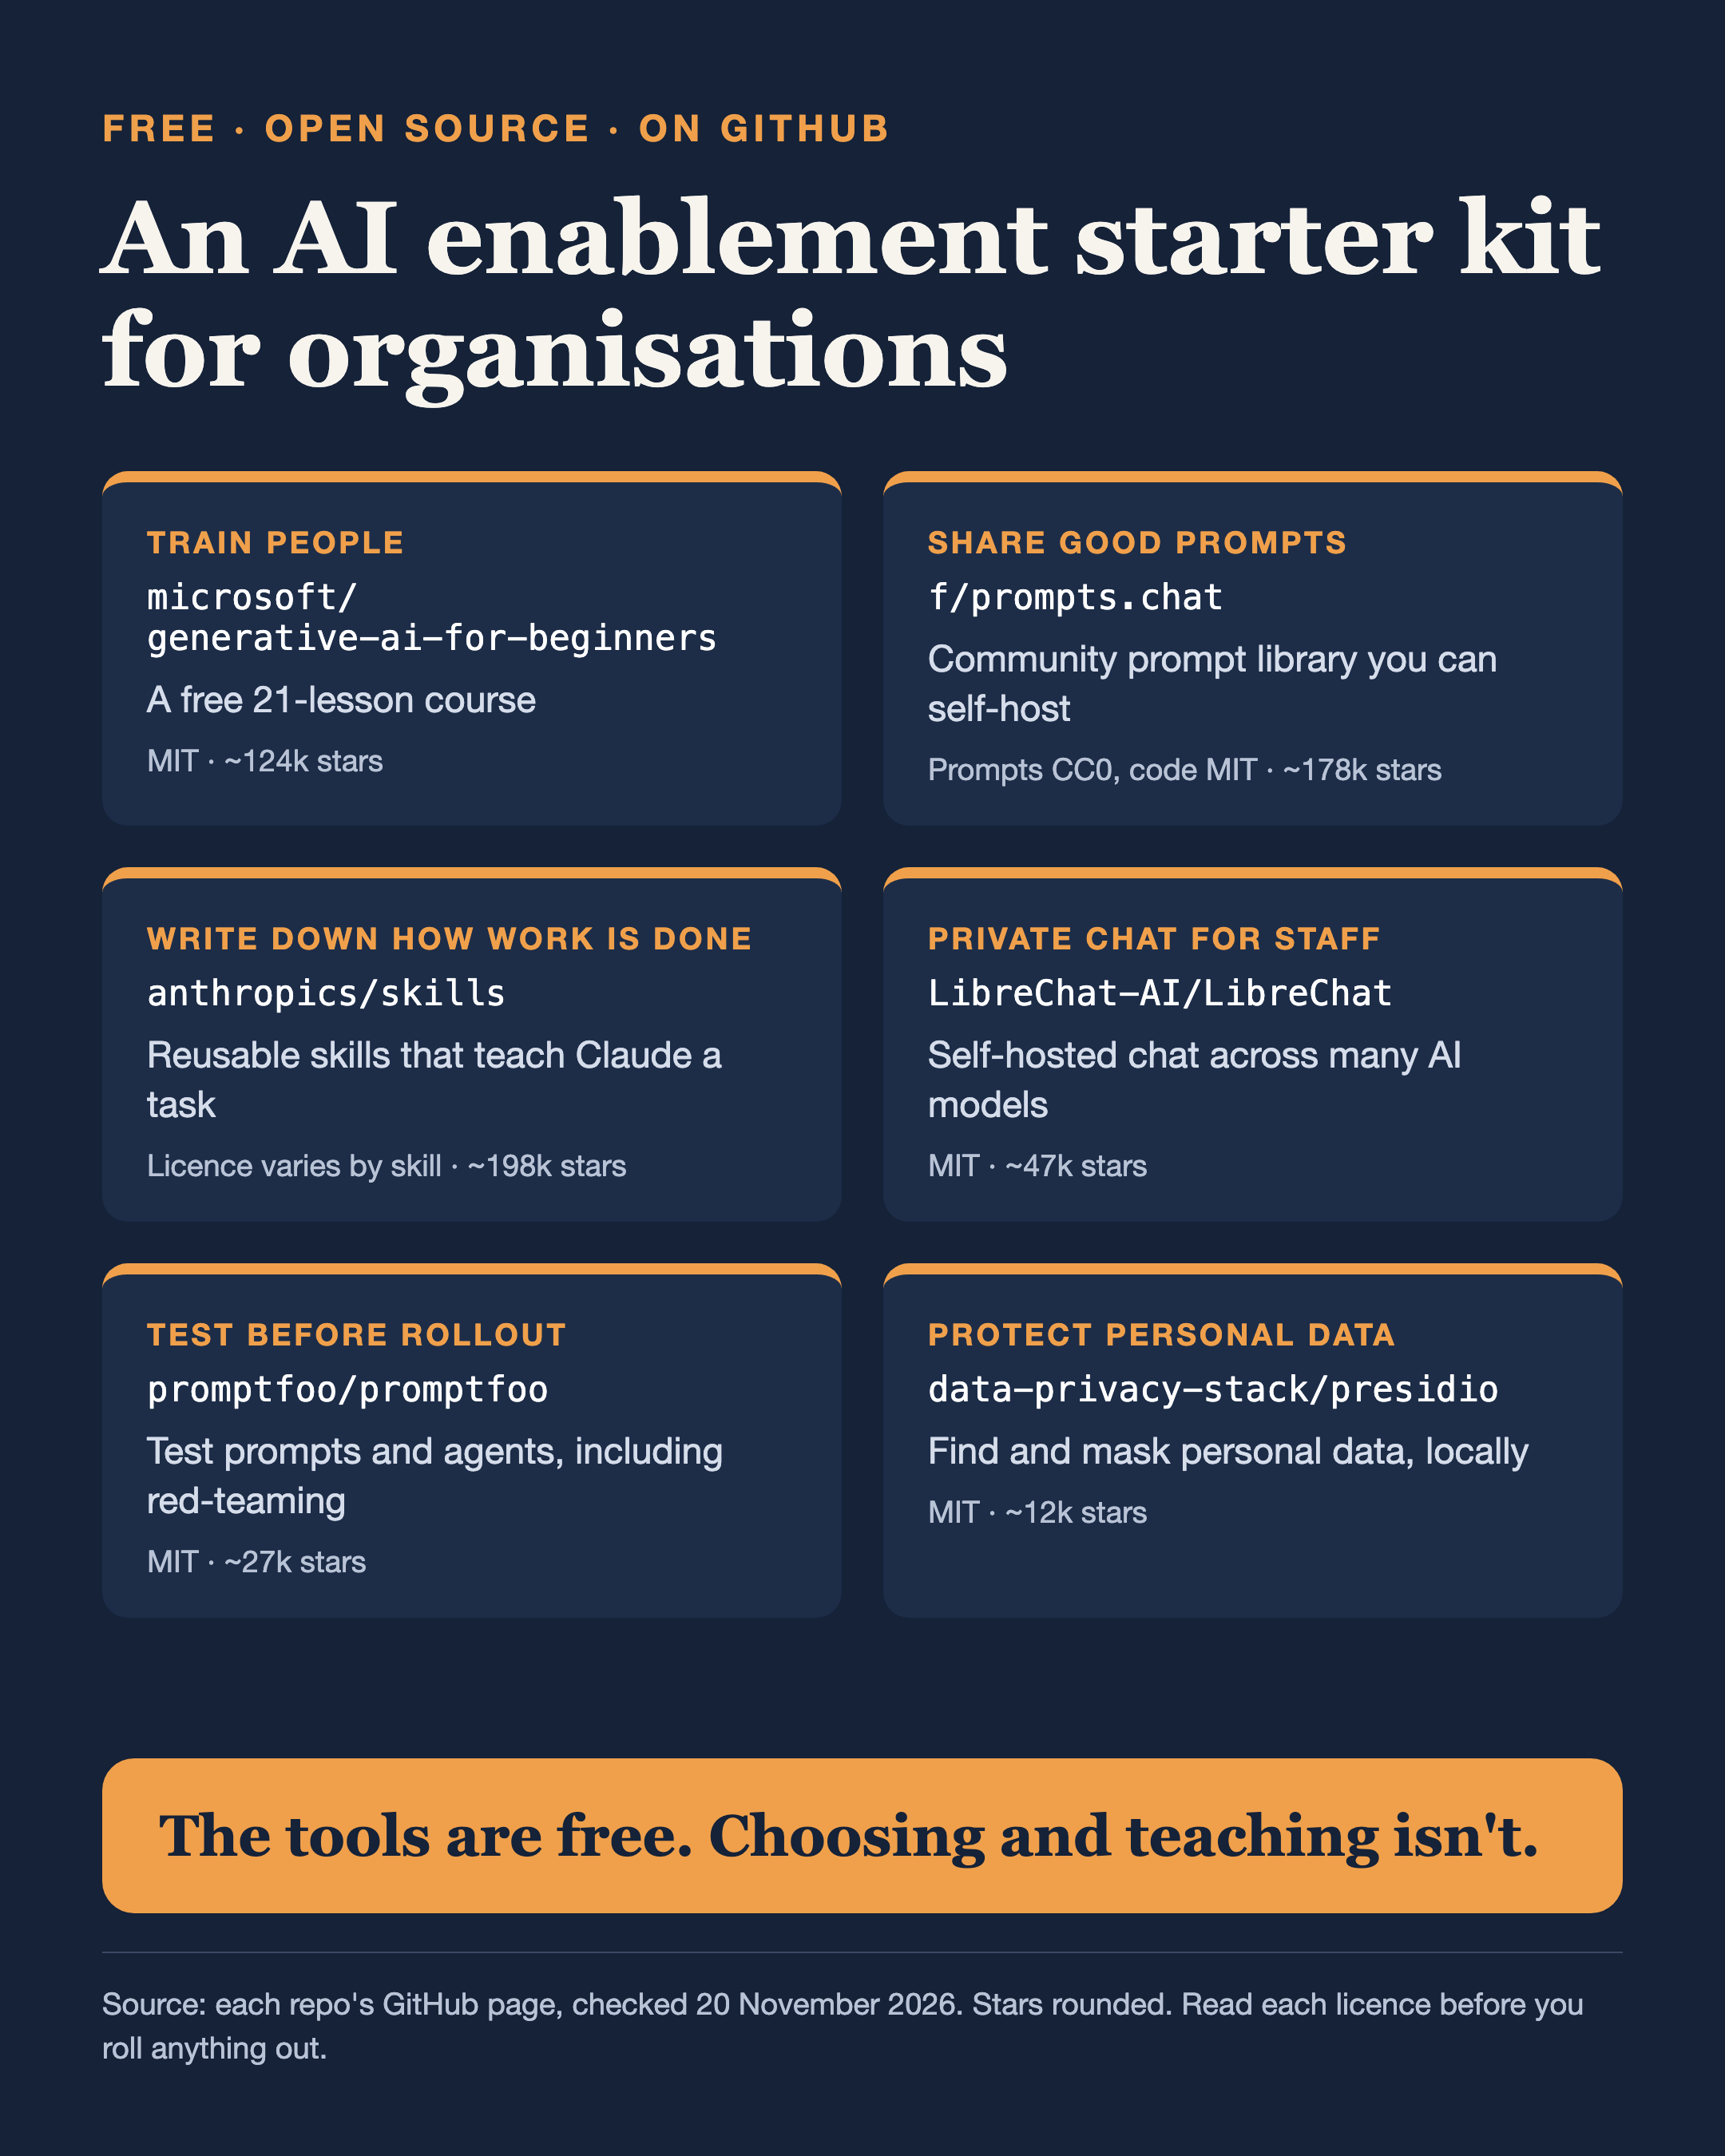 FREE · OPEN SOURCE · ON GITHUB
An AI enablement starter kit
for organisations
TRAIN PEOPLE
microsoft/
generative-ai-for-beginners
A free 21-lesson course
MIT · ~124k stars
SHARE GOOD PROMPTS
f/prompts.chat
Community prompt library you can
self-host
Prompts CC0, code MIT · ~178k stars
WRITE DOWN HOW WORK IS DONE
anthropics/skills
Reusable skills that teach Claude a
task
Licence varies by skill · ~198k stars
PRIVATE CHAT FOR STAFF
LibreChat-AI/LibreChat
Self-hosted chat across many AI
models
MIT · ~47k stars
TEST BEFORE ROLLOUT
promptfoo/promptfoo
Test prompts and agents, including
red-teaming
MIT · ~27k stars
PROTECT PERSONAL DATA
data-privacy-stack/presidio
Find and mask personal data, locally
MIT · ~12k stars
The tools are free. Choosing and teaching isn't.
Source: each repo's GitHub page, checked 20 November 2026. Stars rounded. Read each licence before you
roll anything out.